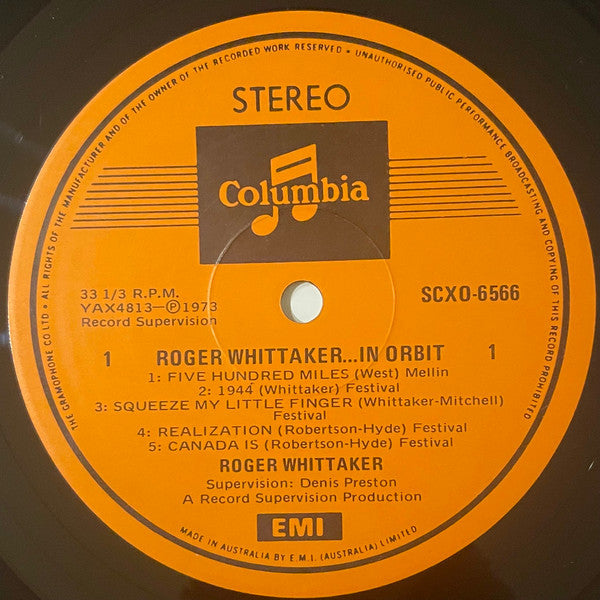 THE GRAMOPHONE CO LTD • ALL RIGHTS OF THE MANUFACTURER AND OF THE OWNER OF THE RECORDED WORK RESERVED • UNAUTHORISED PUBLIC PERFORMANCE BROADCASTING AND COPYING OF THIS RECORD PROHIBITED
STEREO
Columbia
33 1/3 R.P.M.
YAX4813—Ⓟ1973
Record Supervision
SCXO-6566
1 ROGER WHITTAKER...IN ORBIT 1
1: FIVE HUNDRED MILES (West) Mellin
2: 1944 (Whittaker) Festival
3: SQUEEZE MY LITTLE FINGER (Whittaker-Mitchell)
Festival
4: REALIZATION (Robertson-Hyde) Festival
5: CANADA IS (Robertson-Hyde) Festival
ROGER WHITTAKER
Supervision: Denis Preston
A Record Supervision Production
EMI
MADE IN AUSTRALIA BY E.M.I. (AUSTRALIA) LIMITED